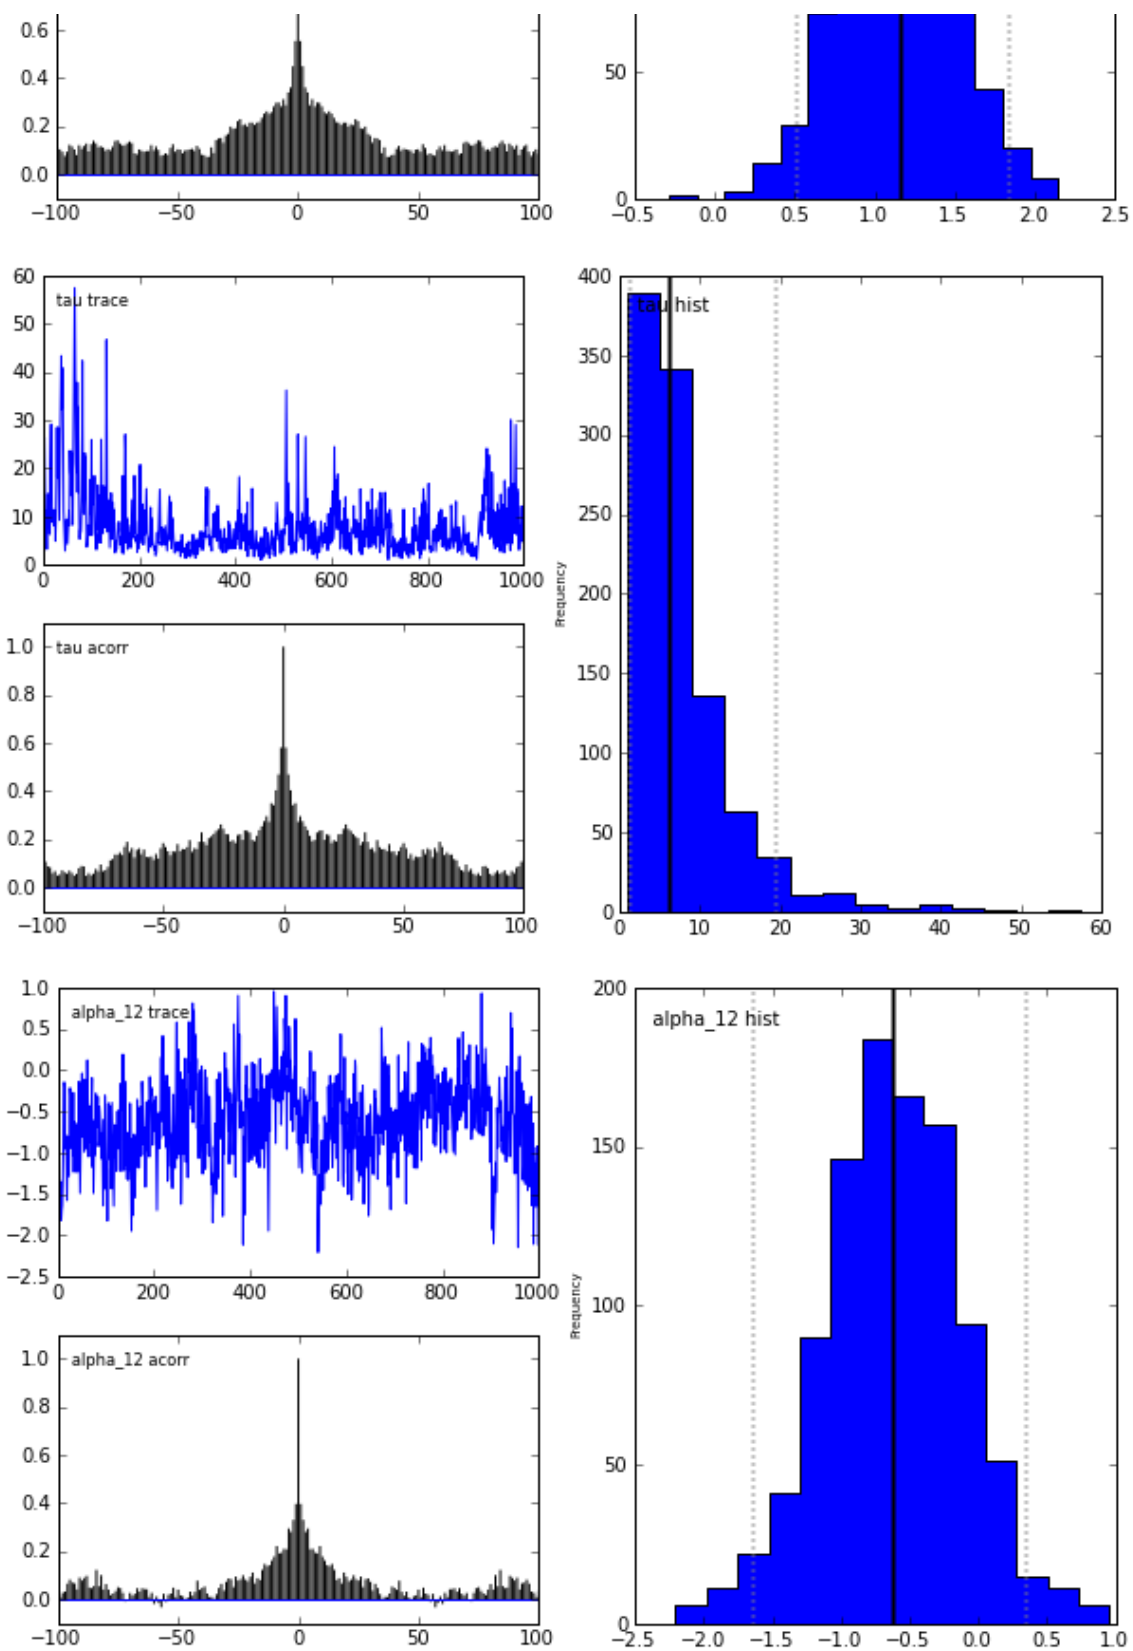 0.6
0.4
0.2
0.0
−100 −50 0 50 100
50
0
−0.5 0.0 0.5 1.0 1.5 2.0 2.5
60
50
40
30
20
10
0
tau trace
0 200 400 600 800 1000
1.0
0.8
0.6
0.4
0.2
0.0
tau acorr
−100 −50 0 50 100
Frequency
400
350
300
250
200
150
100
50
0
tau hist
0 10 20 30 40 50 60
1.0
0.5
0.0
−0.5
−1.0
−1.5
−2.0
−2.5
alpha_12 trace
0 200 400 600 800 1000
1.0
0.8
0.6
0.4
0.2
0.0
alpha_12 acorr
−100 −50 0 50 100
Frequency
200
150
100
50
0
alpha_12 hist
−2.5 −2.0 −1.5 −1.0 −0.5 0.0 0.5 1.0